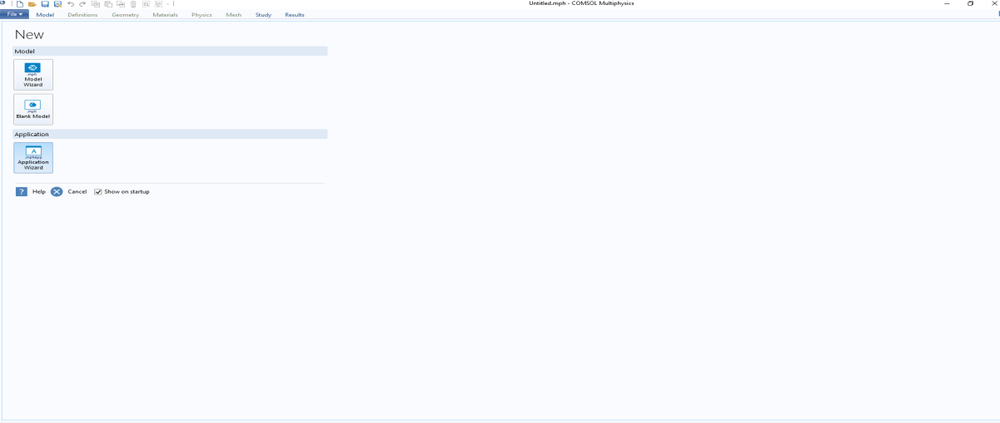 Untitled.mph - COMSOL Multiphysics
File Model Definitions Geometry Materials Physics Mesh Study Results
New
Model
.mph
Model
Wizard
.mph
Blank Model
Application
A
.mphapp
Application
Wizard
? Help Cancel Show on startup